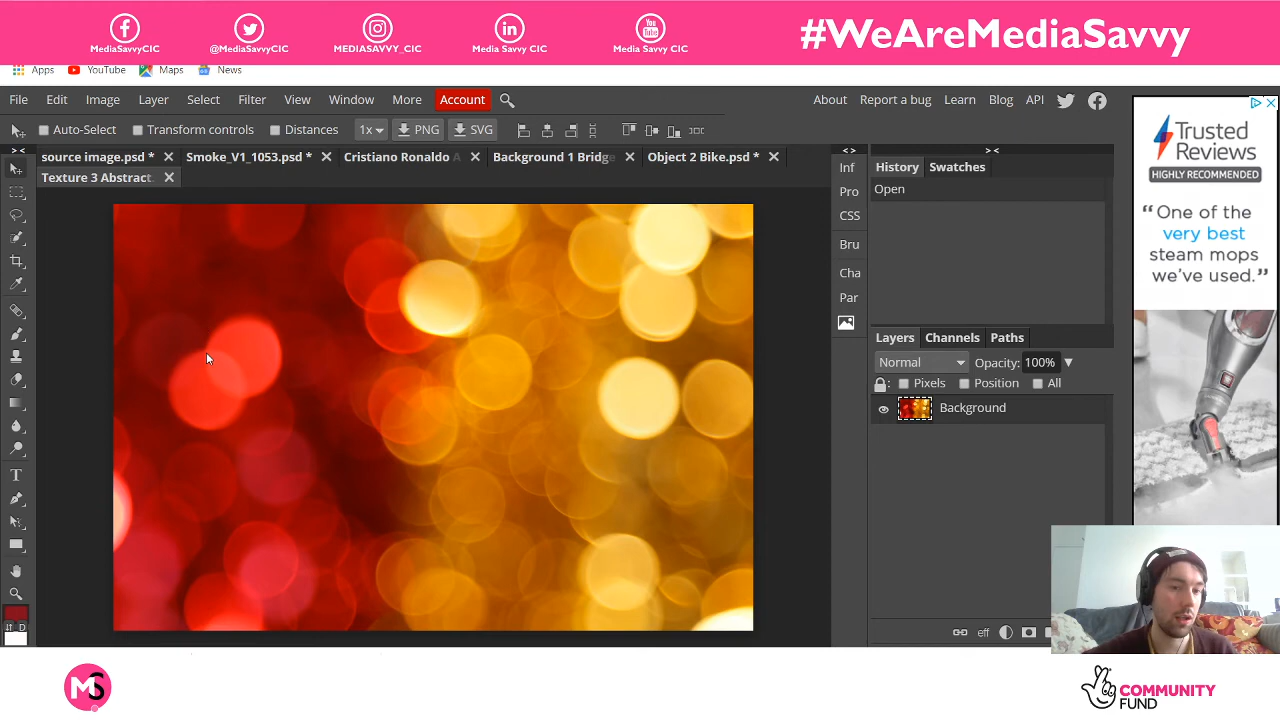 MediaSavvyCIC @MediaSavvyCIC MEDIASAVVY_CIC Media Savvy CIC You Tube Media Savvy CIC #WeAreMediaSavvy
Apps YouTube Maps News
File Edit Image Layer Select Filter View Window More Account About Report a bug Learn Blog API
Auto-Select Transform controls Distances 1x PNG SVG
source image.psd * Smoke_V1_1053.psd * Cristiano Ronaldo Background 1 Bridge Object 2 Bike.psd *
Texture 3 Abstract
> < < > > <
Inf
Pro
CSS
Bru
Cha
Par
History Swatches
Open
Layers Channels Paths
Normal Opacity: 100%
Pixels Position All
Background
eff
D
Trusted
Reviews
HIGHLY RECOMMENDED
“One of the
very best
steam mops
we’ve used.”
MS
COMMUNITY
FUND